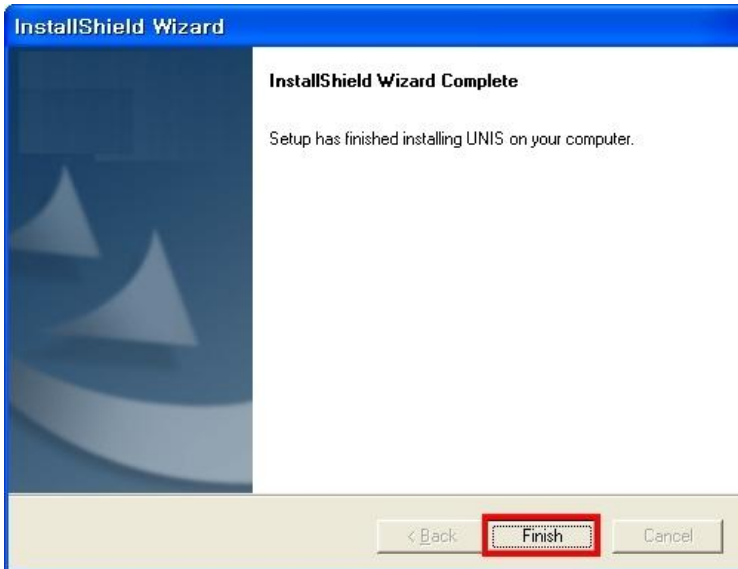 InstallShield Wizard
InstallShield Wizard Complete
Setup has finished installing UNIS on your computer.
< Back
Finish
Cancel